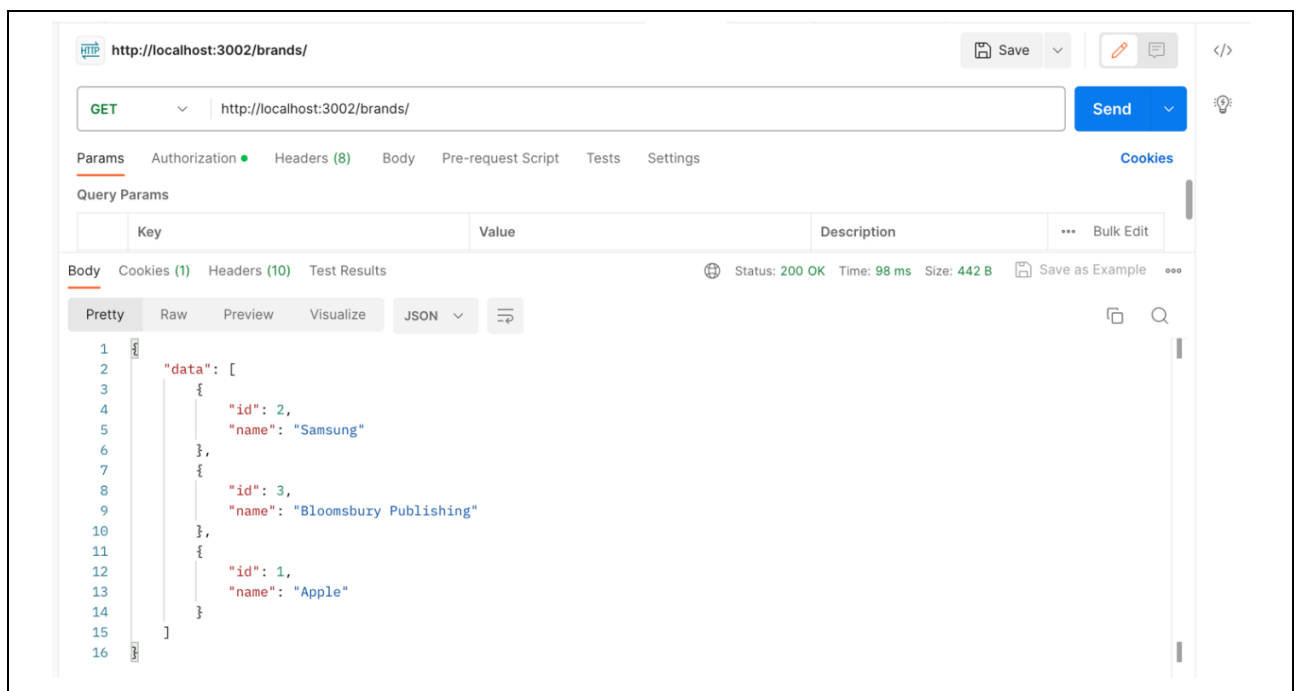 HTTP http://localhost:3002/brands/ Save </>
GET http://localhost:3002/brands/ Send
Params Authorization Headers (8) Body Pre-request Script Tests Settings Cookies
Query Params
Key Value Description ••• Bulk Edit
Body Cookies (1) Headers (10) Test Results Status: 200 OK Time: 98 ms Size: 442 B Save as Example
Pretty Raw Preview Visualize JSON
1 {
2 "data": [
3 {
4 "id": 2,
5 "name": "Samsung"
6 },
7 {
8 "id": 3,
9 "name": "Bloomsbury Publishing"
10 },
11 {
12 "id": 1,
13 "name": "Apple"
14 }
15 ]
16 }